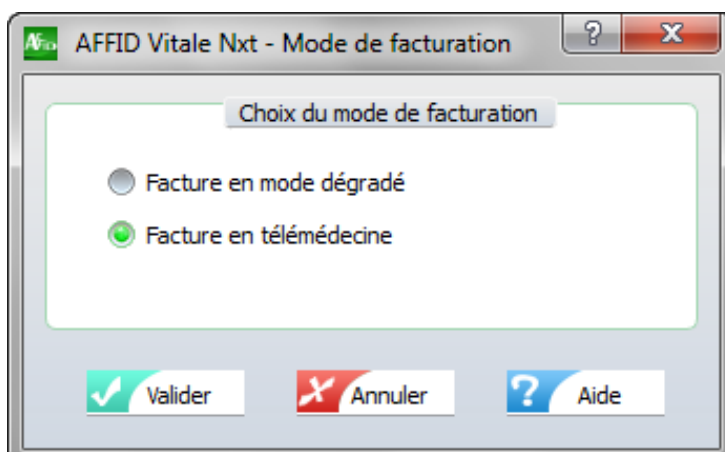 AFID AFFID Vitale Nxt - Mode de facturation ? X
Choix du mode de facturation
Facture en mode dégradé
Facture en télémédecine
Valider Annuler ? Aide